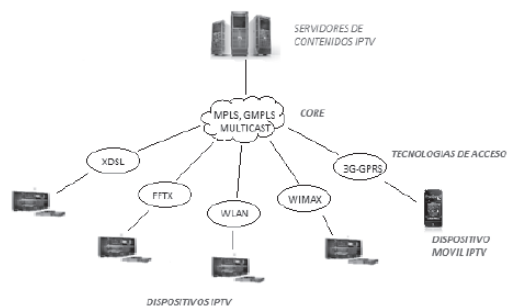 SERVIDORES DE
CONTENIDOS IPTV
MPLS, GMPLS
MULTICAST
CORE
XDSL
TECNOLOGIAS DE ACCESO
3G-GPRS
FFTX
WIMAX
WLAN
DISPOSITIVO
MOVIL IPTV
DISPOSITIVOS IPTV